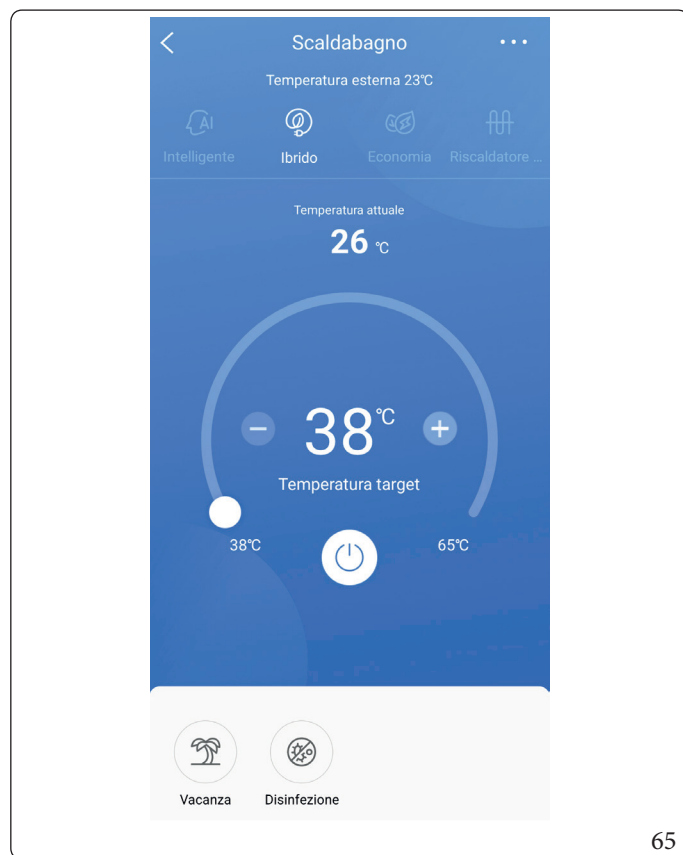 Scaldabagno
Temperatura esterna 23℃
AI
Intelligente Ibrido Economia Riscaldatore ...
Temperatura attuale
26 ℃
38℃
Temperatura target
38℃ 65℃
Vacanza Disinfezione
65